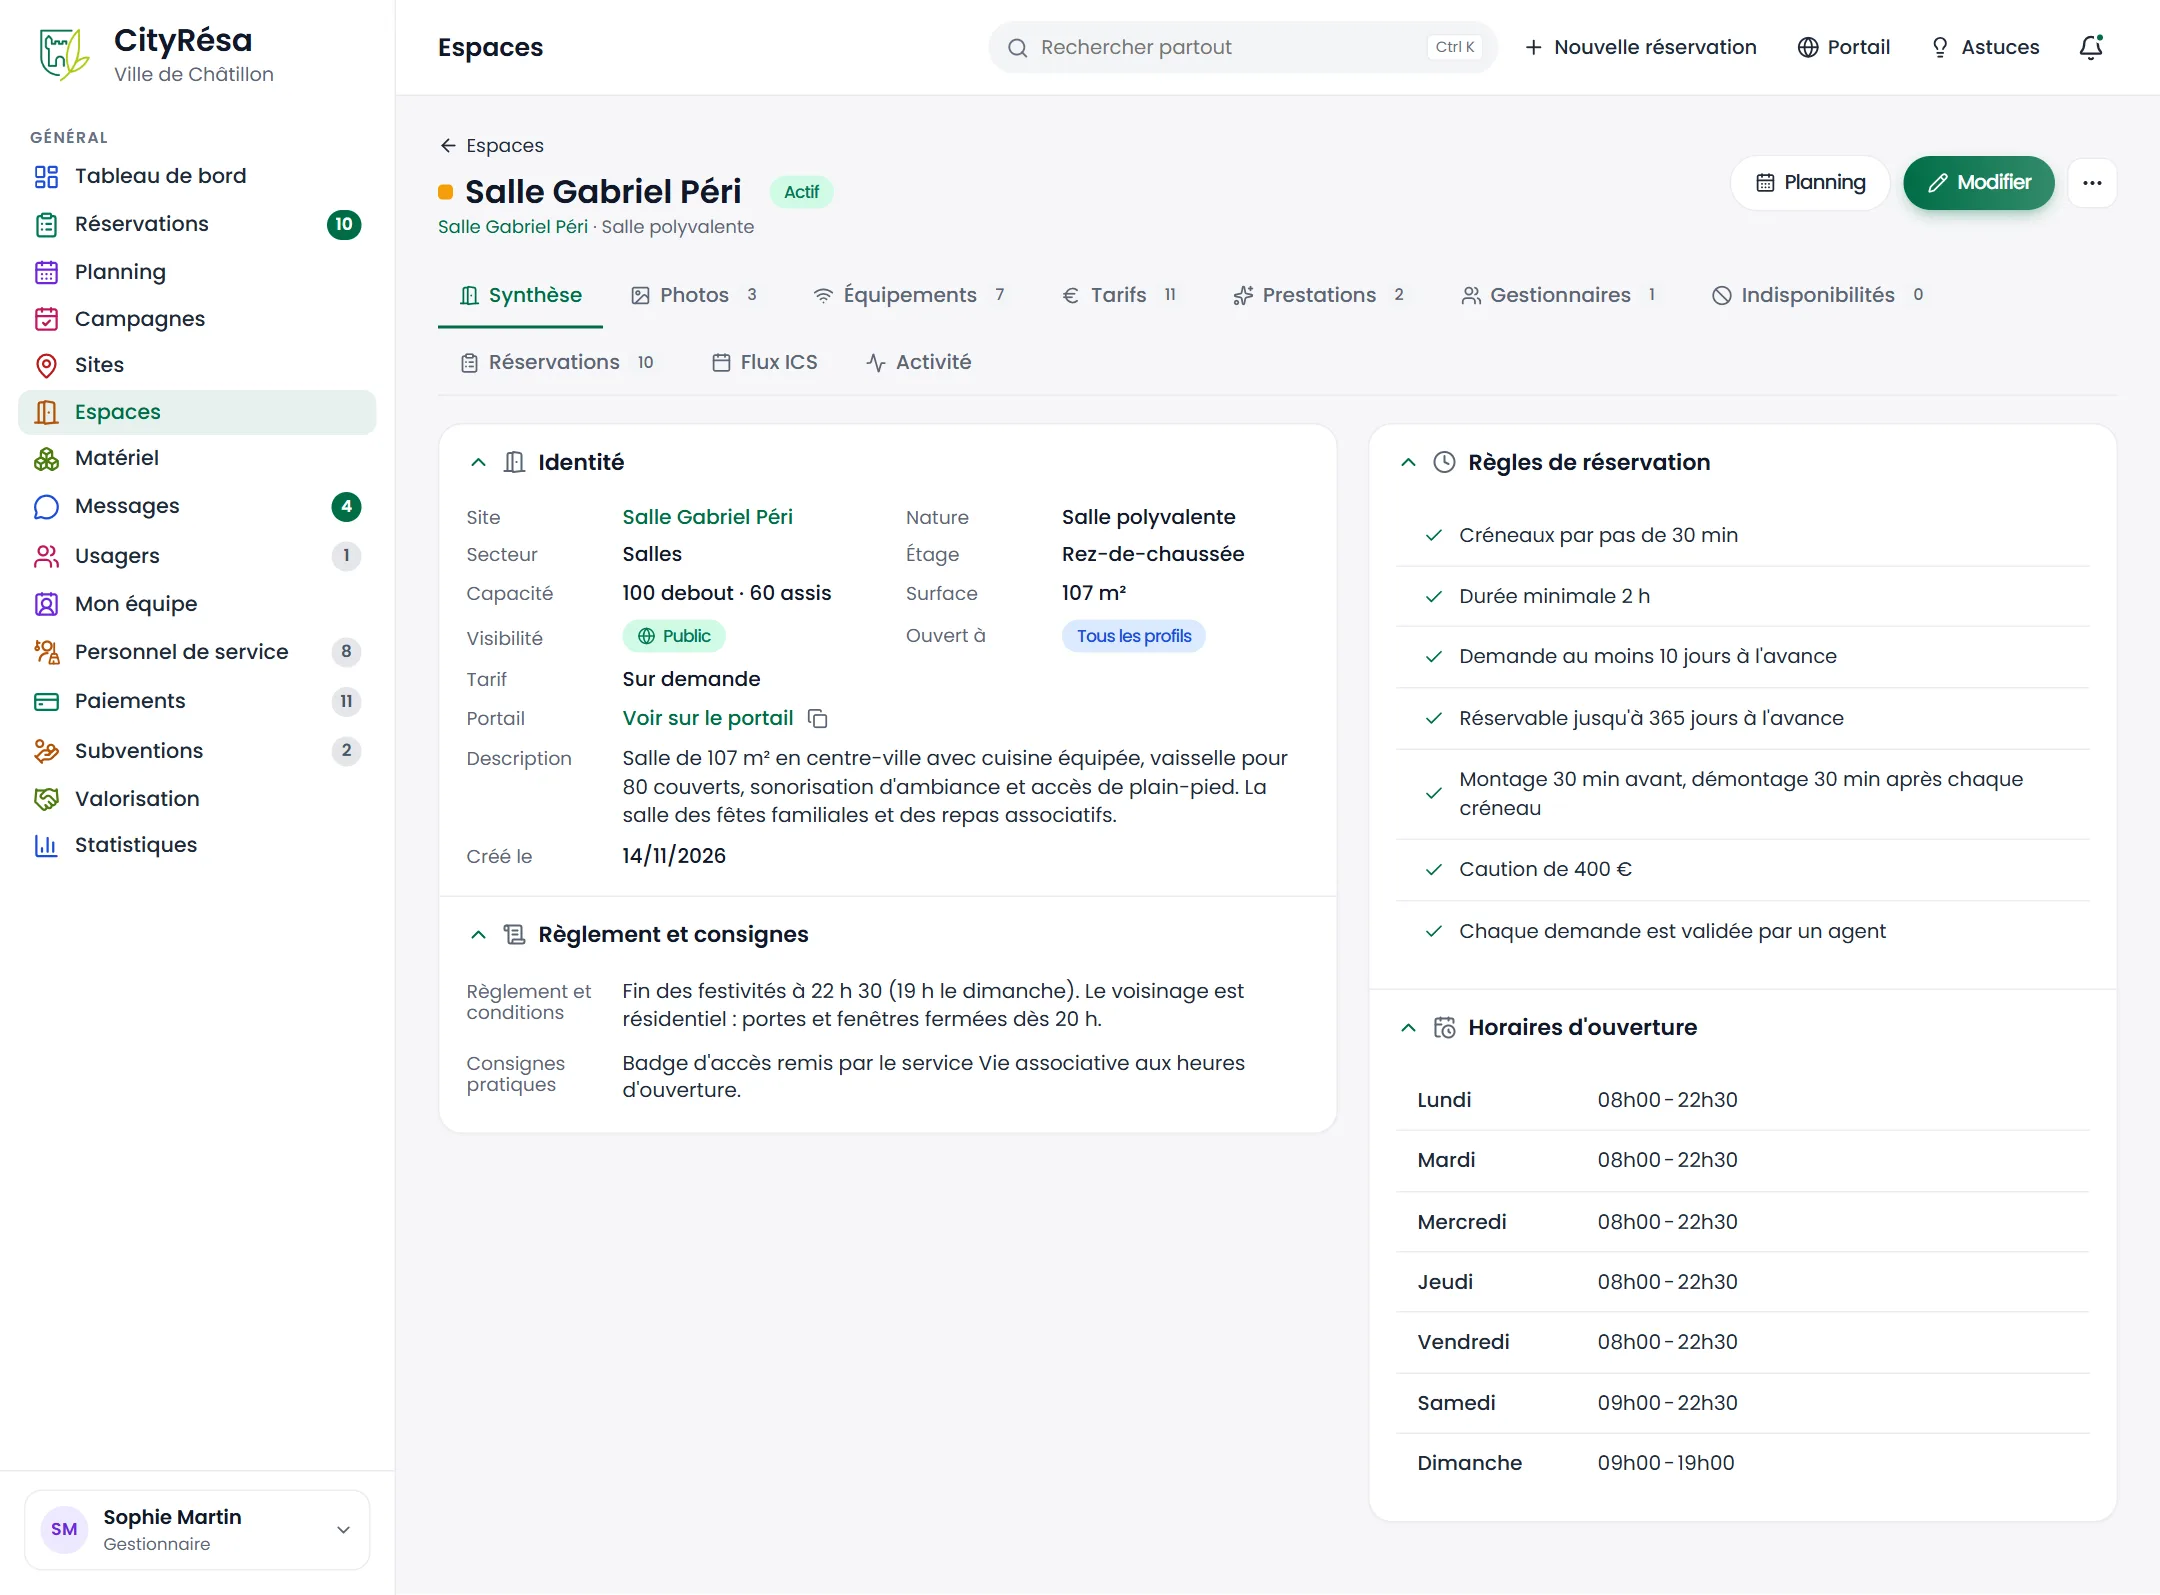 CityRésa
Ville de Châtillon
GÉNÉRAL
Tableau de bord
Réservations 10
Planning
Campagnes
Sites
Espaces
Matériel
Messages 4
Usagers 1
Mon équipe
Personnel de service 8
Paiements 11
Subventions 2
Valorisation
Statistiques
SM
Sophie Martin
Gestionnaire
Espaces
Rechercher partout Ctrl K
Nouvelle réservation
Portail
Astuces
Espaces
Salle Gabriel Péri Actif
Salle Gabriel Péri · Salle polyvalente
Planning
Modifier
Synthèse
Photos 3
Équipements 7
Tarifs 11
Prestations 2
Gestionnaires 1
Indisponibilités 0
Réservations 10
Flux ICS
Activité
Identité
Site Salle Gabriel Péri
Nature Salle polyvalente
Secteur Salles
Étage Rez-de-chaussée
Capacité 100 debout · 60 assis
Surface 107 m²
Visibilité Public
Ouvert à Tous les profils
Tarif Sur demande
Portail Voir sur le portail
Description Salle de 107 m² en centre-ville avec cuisine équipée, vaisselle pour
80 couverts, sonorisation d'ambiance et accès de plain-pied. La
salle des fêtes familiales et des repas associatifs.
Créé le 14/11/2026
Règlement et consignes
Règlement et
conditions
Fin des festivités à 22 h 30 (19 h le dimanche). Le voisinage est
résidentiel : portes et fenêtres fermées dès 20 h.
Consignes
pratiques
Badge d'accès remis par le service Vie associative aux heures
d'ouverture.
Règles de réservation
Créneaux par pas de 30 min
Durée minimale 2 h
Demande au moins 10 jours à l'avance
Réservable jusqu'à 365 jours à l'avance
Montage 30 min avant, démontage 30 min après chaque
créneau
Caution de 400 €
Chaque demande est validée par un agent
Horaires d'ouverture
Lundi 08h00 - 22h30
Mardi 08h00 - 22h30
Mercredi 08h00 - 22h30
Jeudi 08h00 - 22h30
Vendredi 08h00 - 22h30
Samedi 09h00 - 22h30
Dimanche 09h00 - 19h00